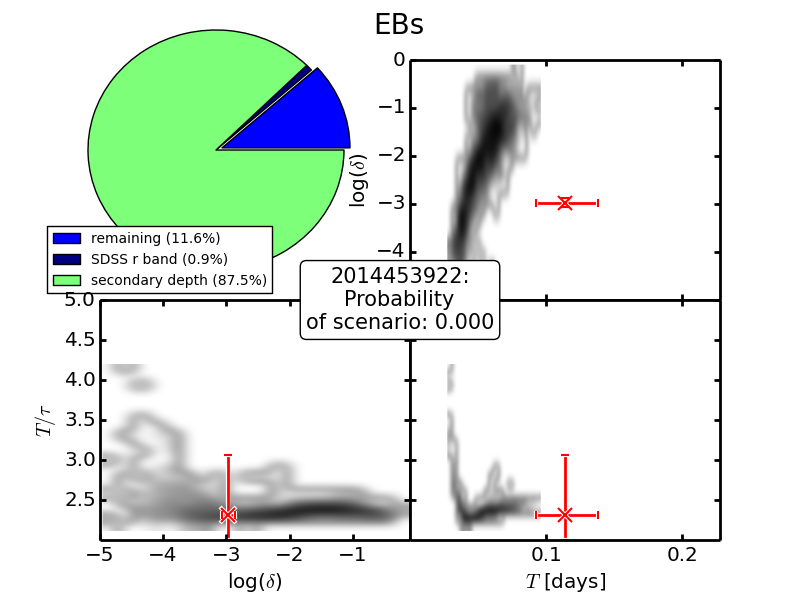 EBs
remaining (11.6%)
SDSS r band (0.9%)
secondary depth (87.5%)
0
−1
−2
−3
−4
log(δ)
2014453922:
Probability
of scenario: 0.000
5.0
4.5
4.0
3.5
3.0
2.5
T/τ
−5 −4 −3 −2 −1
log(δ)
0.1 0.2
T [days]